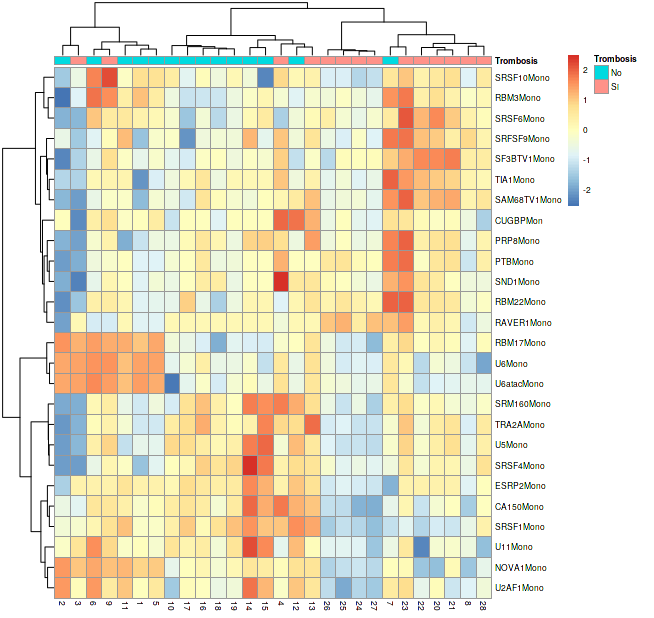 Trombosis
SRSF10Mono
RBM3Mono
SRSF6Mono
SRFSF9Mono
SF3BTV1Mono
TIA1Mono
SAM68TV1Mono
CUGBPMon
PRP8Mono
PTBMono
SND1Mono
RBM22Mono
RAVER1Mono
RBM17Mono
U6Mono
U6atacMono
SRM160Mono
TRA2AMono
U5Mono
SRSF4Mono
ESRP2Mono
CA150Mono
SRSF1Mono
U11Mono
NOVA1Mono
U2AF1Mono
2 3 6 9 11 1 5 10 17 16 18 19 14 15 4 12 13 26 25 24 27 7 23 22 20 21 8 28
2
1
0
-1
-2
Trombosis
No
SI